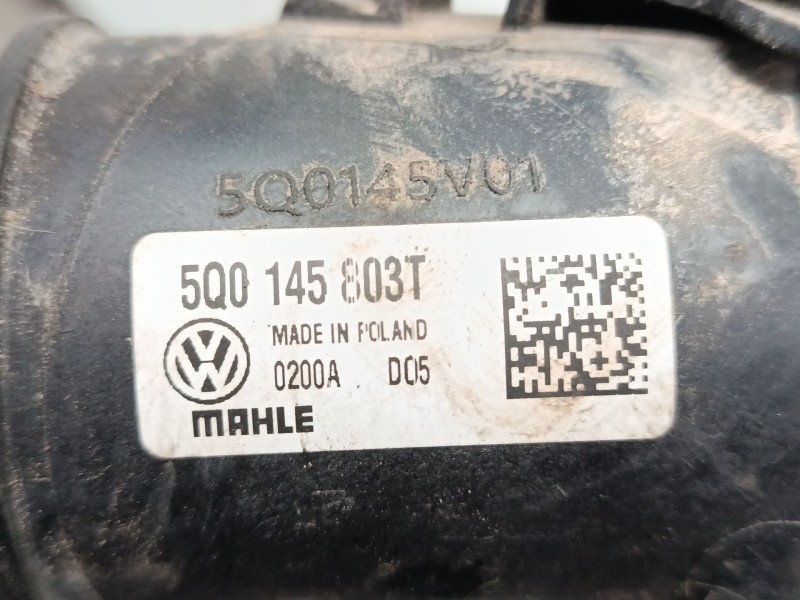 5Q0145V01
5Q0 145 803T
MADE IN POLAND
0200A D05
MAHLE